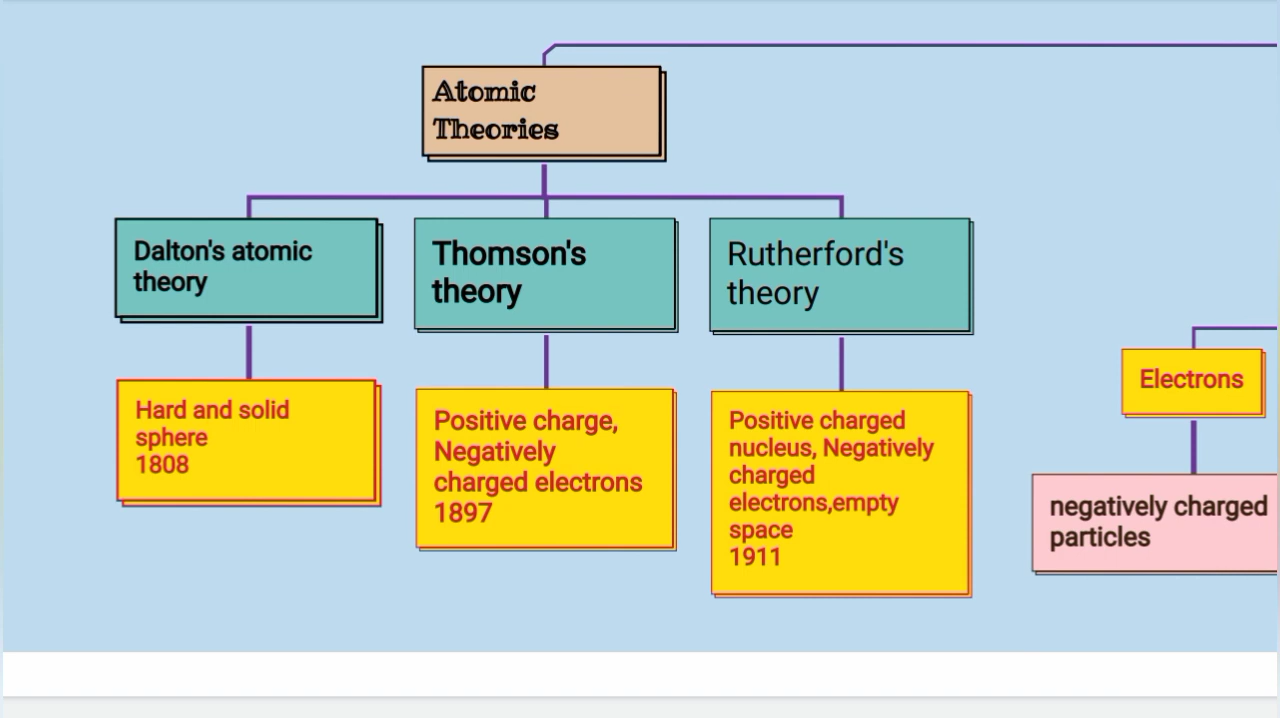 Atomic
Theories
Dalton's atomic
theory
Thomson's
theory
Rutherford's
theory
Hard and solid
sphere
1808
Positive charge,
Negatively
charged electrons
1897
Positive charged
nucleus, Negatively
charged
electrons,empty
space
1911
Electrons
negatively charged
particles